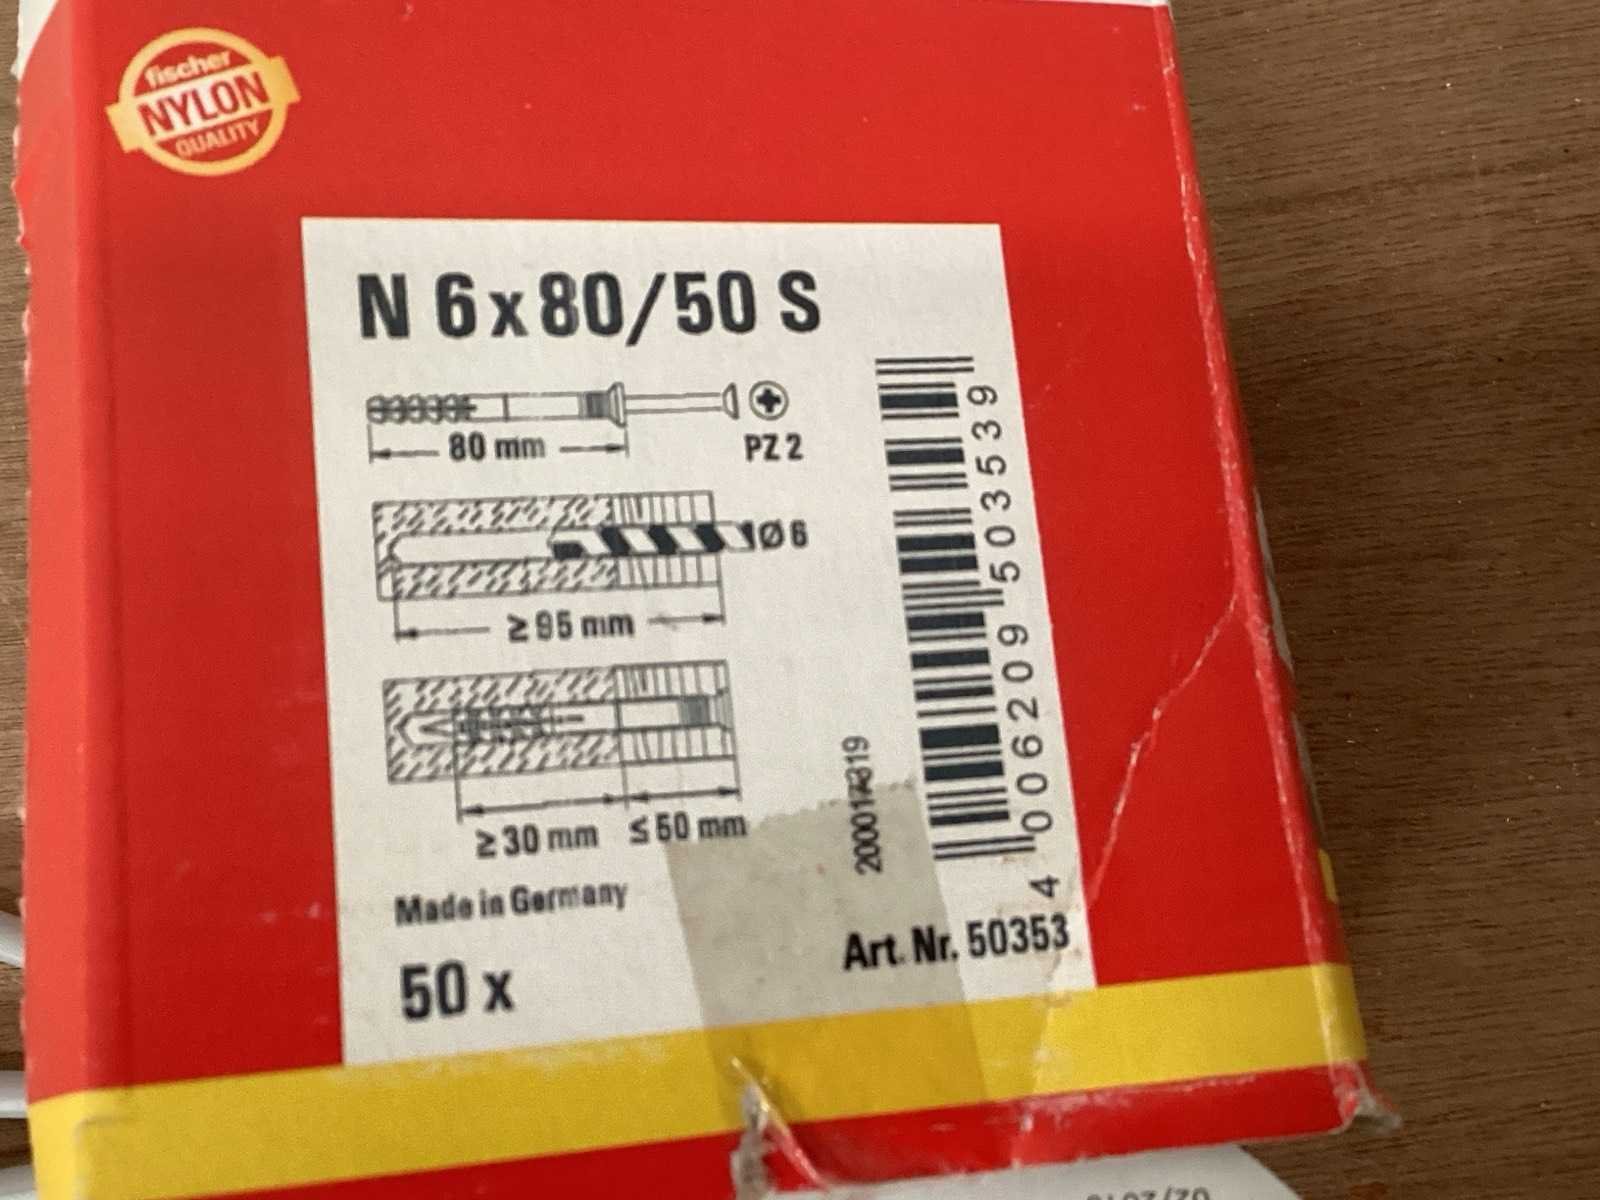 fischer
NYLON
QUALITY
N 6 x 80/50 S
80 mm
PZ 2
Ø 6
≥ 95 mm
≥ 30 mm ≤ 50 mm
Made in Germany
50 x
Art. Nr. 50353
4 006209 503539